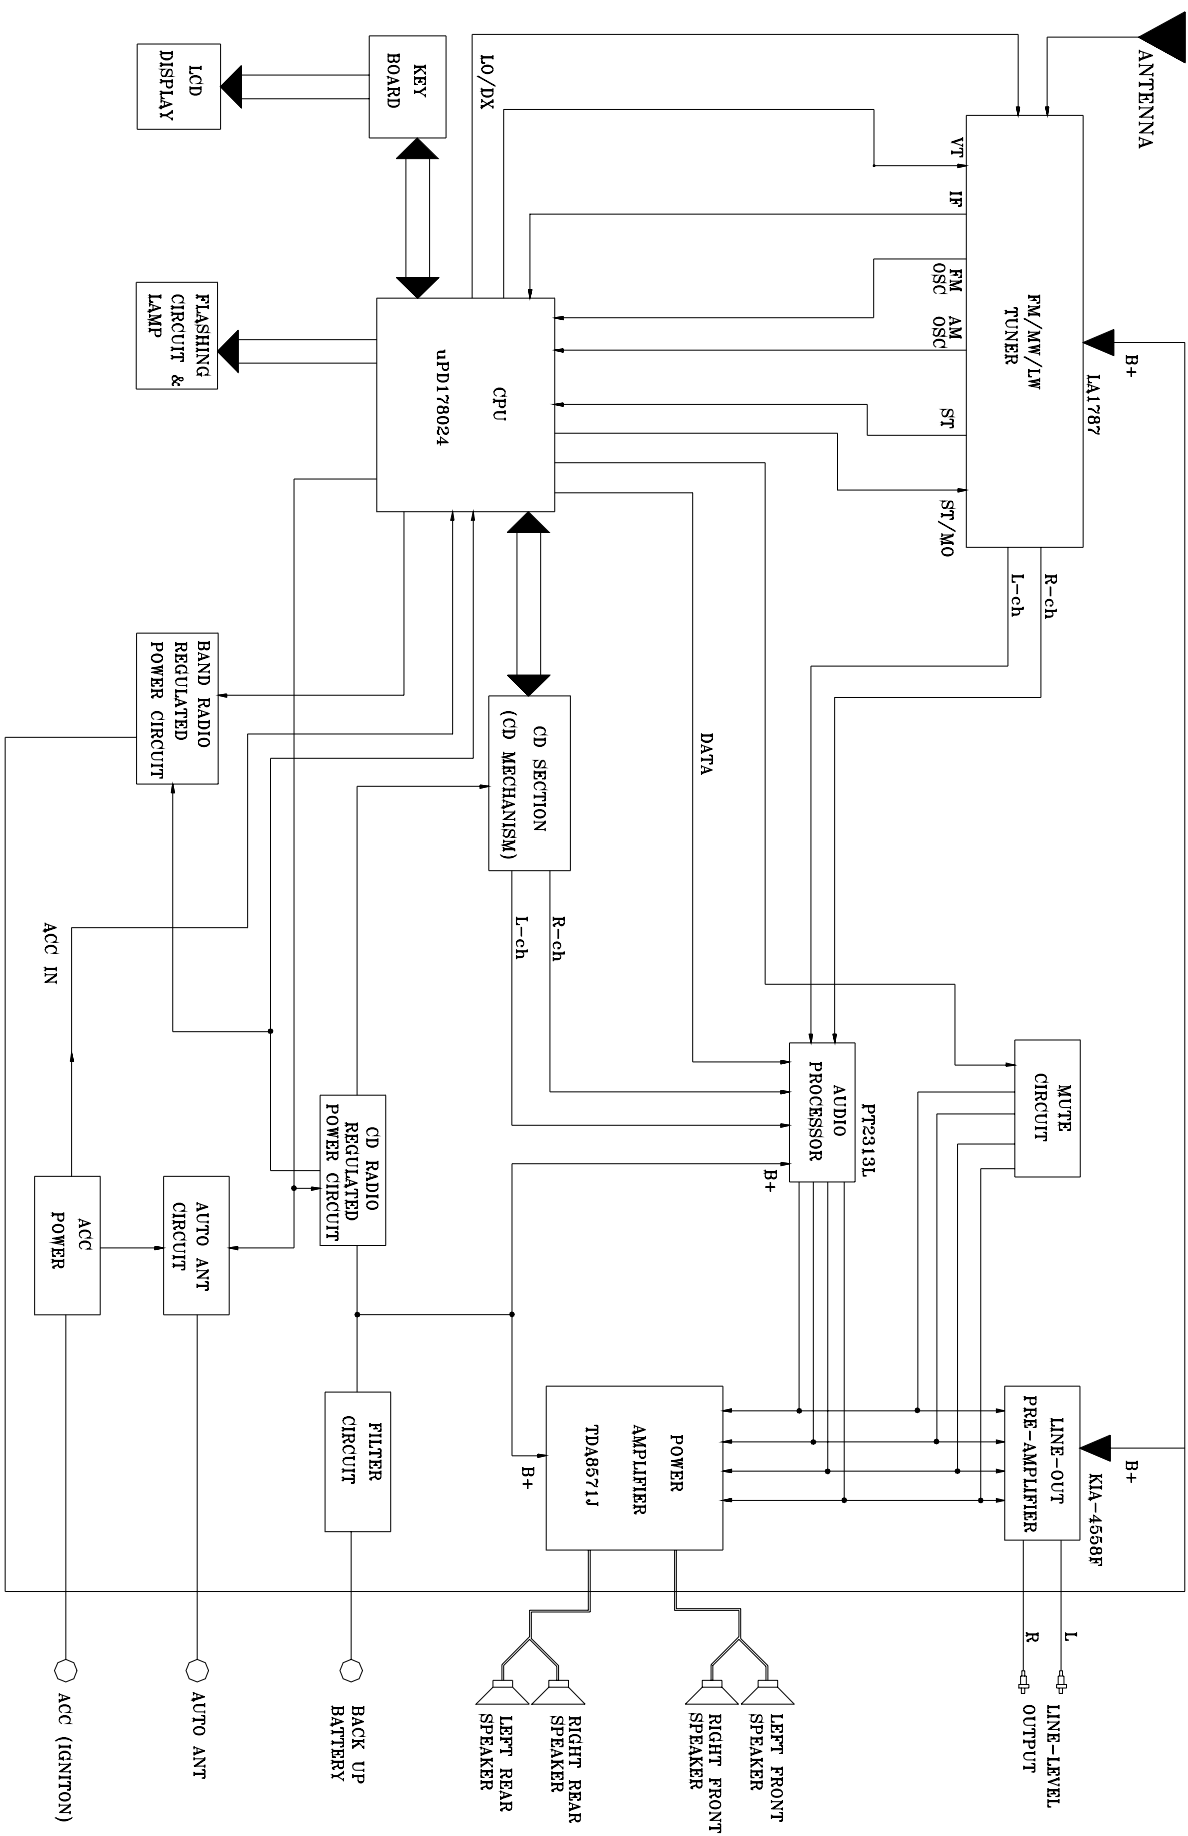 ANTENNA
B+
LA1787
FM/MW/LW
TUNER
VT
IF
FM
OSC
AM
OSC
ST
ST/MO
R-ch
L-ch
LO/DX
KEY
BOARD
LCD
DISPLAY
CPU
uPD178024
FLASHING
CIRCUIT &
LAMP
CD SECTION
(CD MECHANISM)
R-ch
L-ch
DATA
BAND RADIO
REGULATED
POWER CIRCUIT
ACC IN
MUTE
CIRCUIT
PT2313L
AUDIO
PROCESSOR
B+
CD RADIO
REGULATED
POWER CIRCUIT
AUTO ANT
CIRCUIT
ACC
POWER
B+
KIA-4558F
LINE-OUT
PRE-AMPLIFIER
POWER
AMPLIFIER
TDA8571J
B+
FILTER
CIRCUIT
L
R
LINE-LEVEL
OUTPUT
LEFT FRONT
SPEAKER
RIGHT FRONT
SPEAKER
RIGHT REAR
SPEAKER
LEFT REAR
SPEAKER
BACK UP
BATTERY
AUTO ANT
ACC (IGNITON)